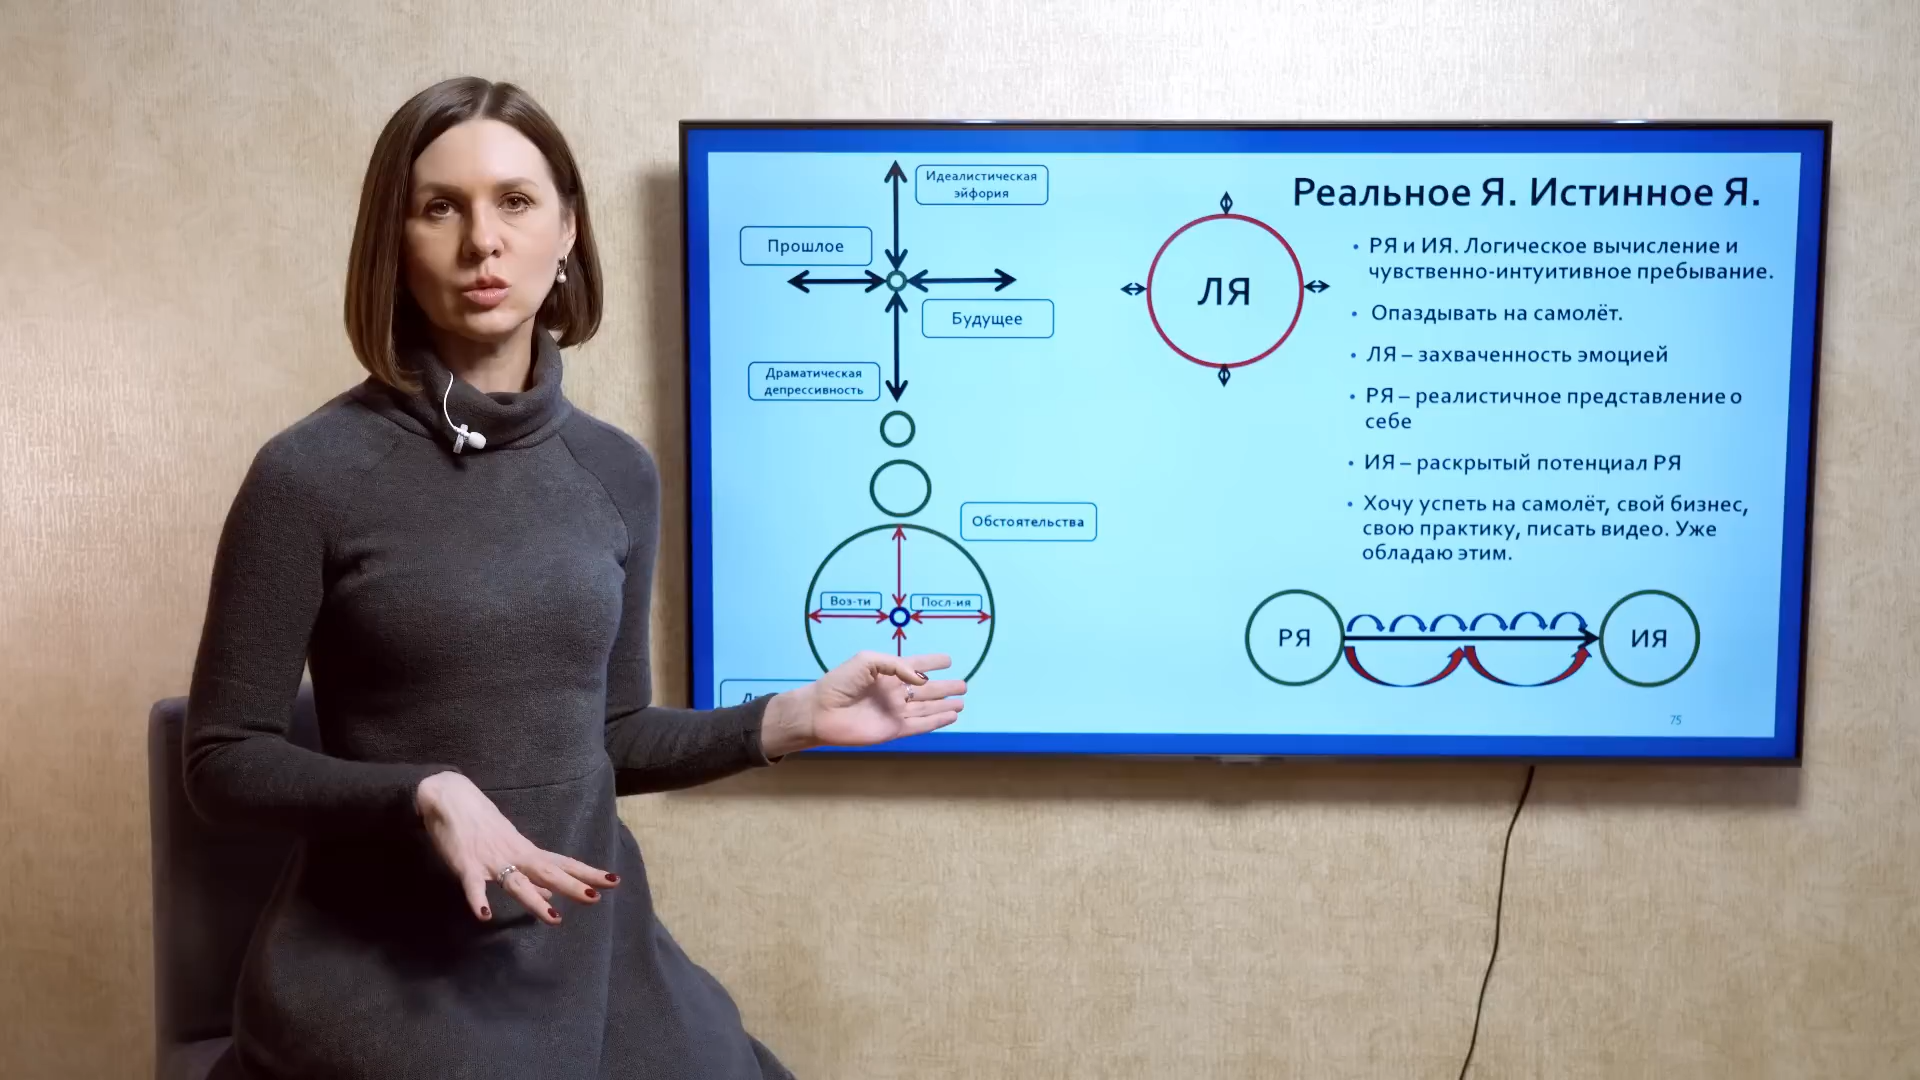 Идеалистическая
эйфория
Прошлое
Будущее
Драматическая
депрессивность
Обстоятельства
Воз-ти
Посл-ия
ЛЯ
Реальное Я. Истинное Я.
• РЯ и ИЯ. Логическое вычисление и
чувственно-интуитивное пребывание.
• Опаздывать на самолёт.
• ЛЯ – захваченность эмоцией
• РЯ – реалистичное представление о
себе
• ИЯ – раскрытый потенциал РЯ
• Хочу успеть на самолёт, свой бизнес,
свою практику, писать видео. Уже
обладаю этим.
РЯ
ИЯ
75